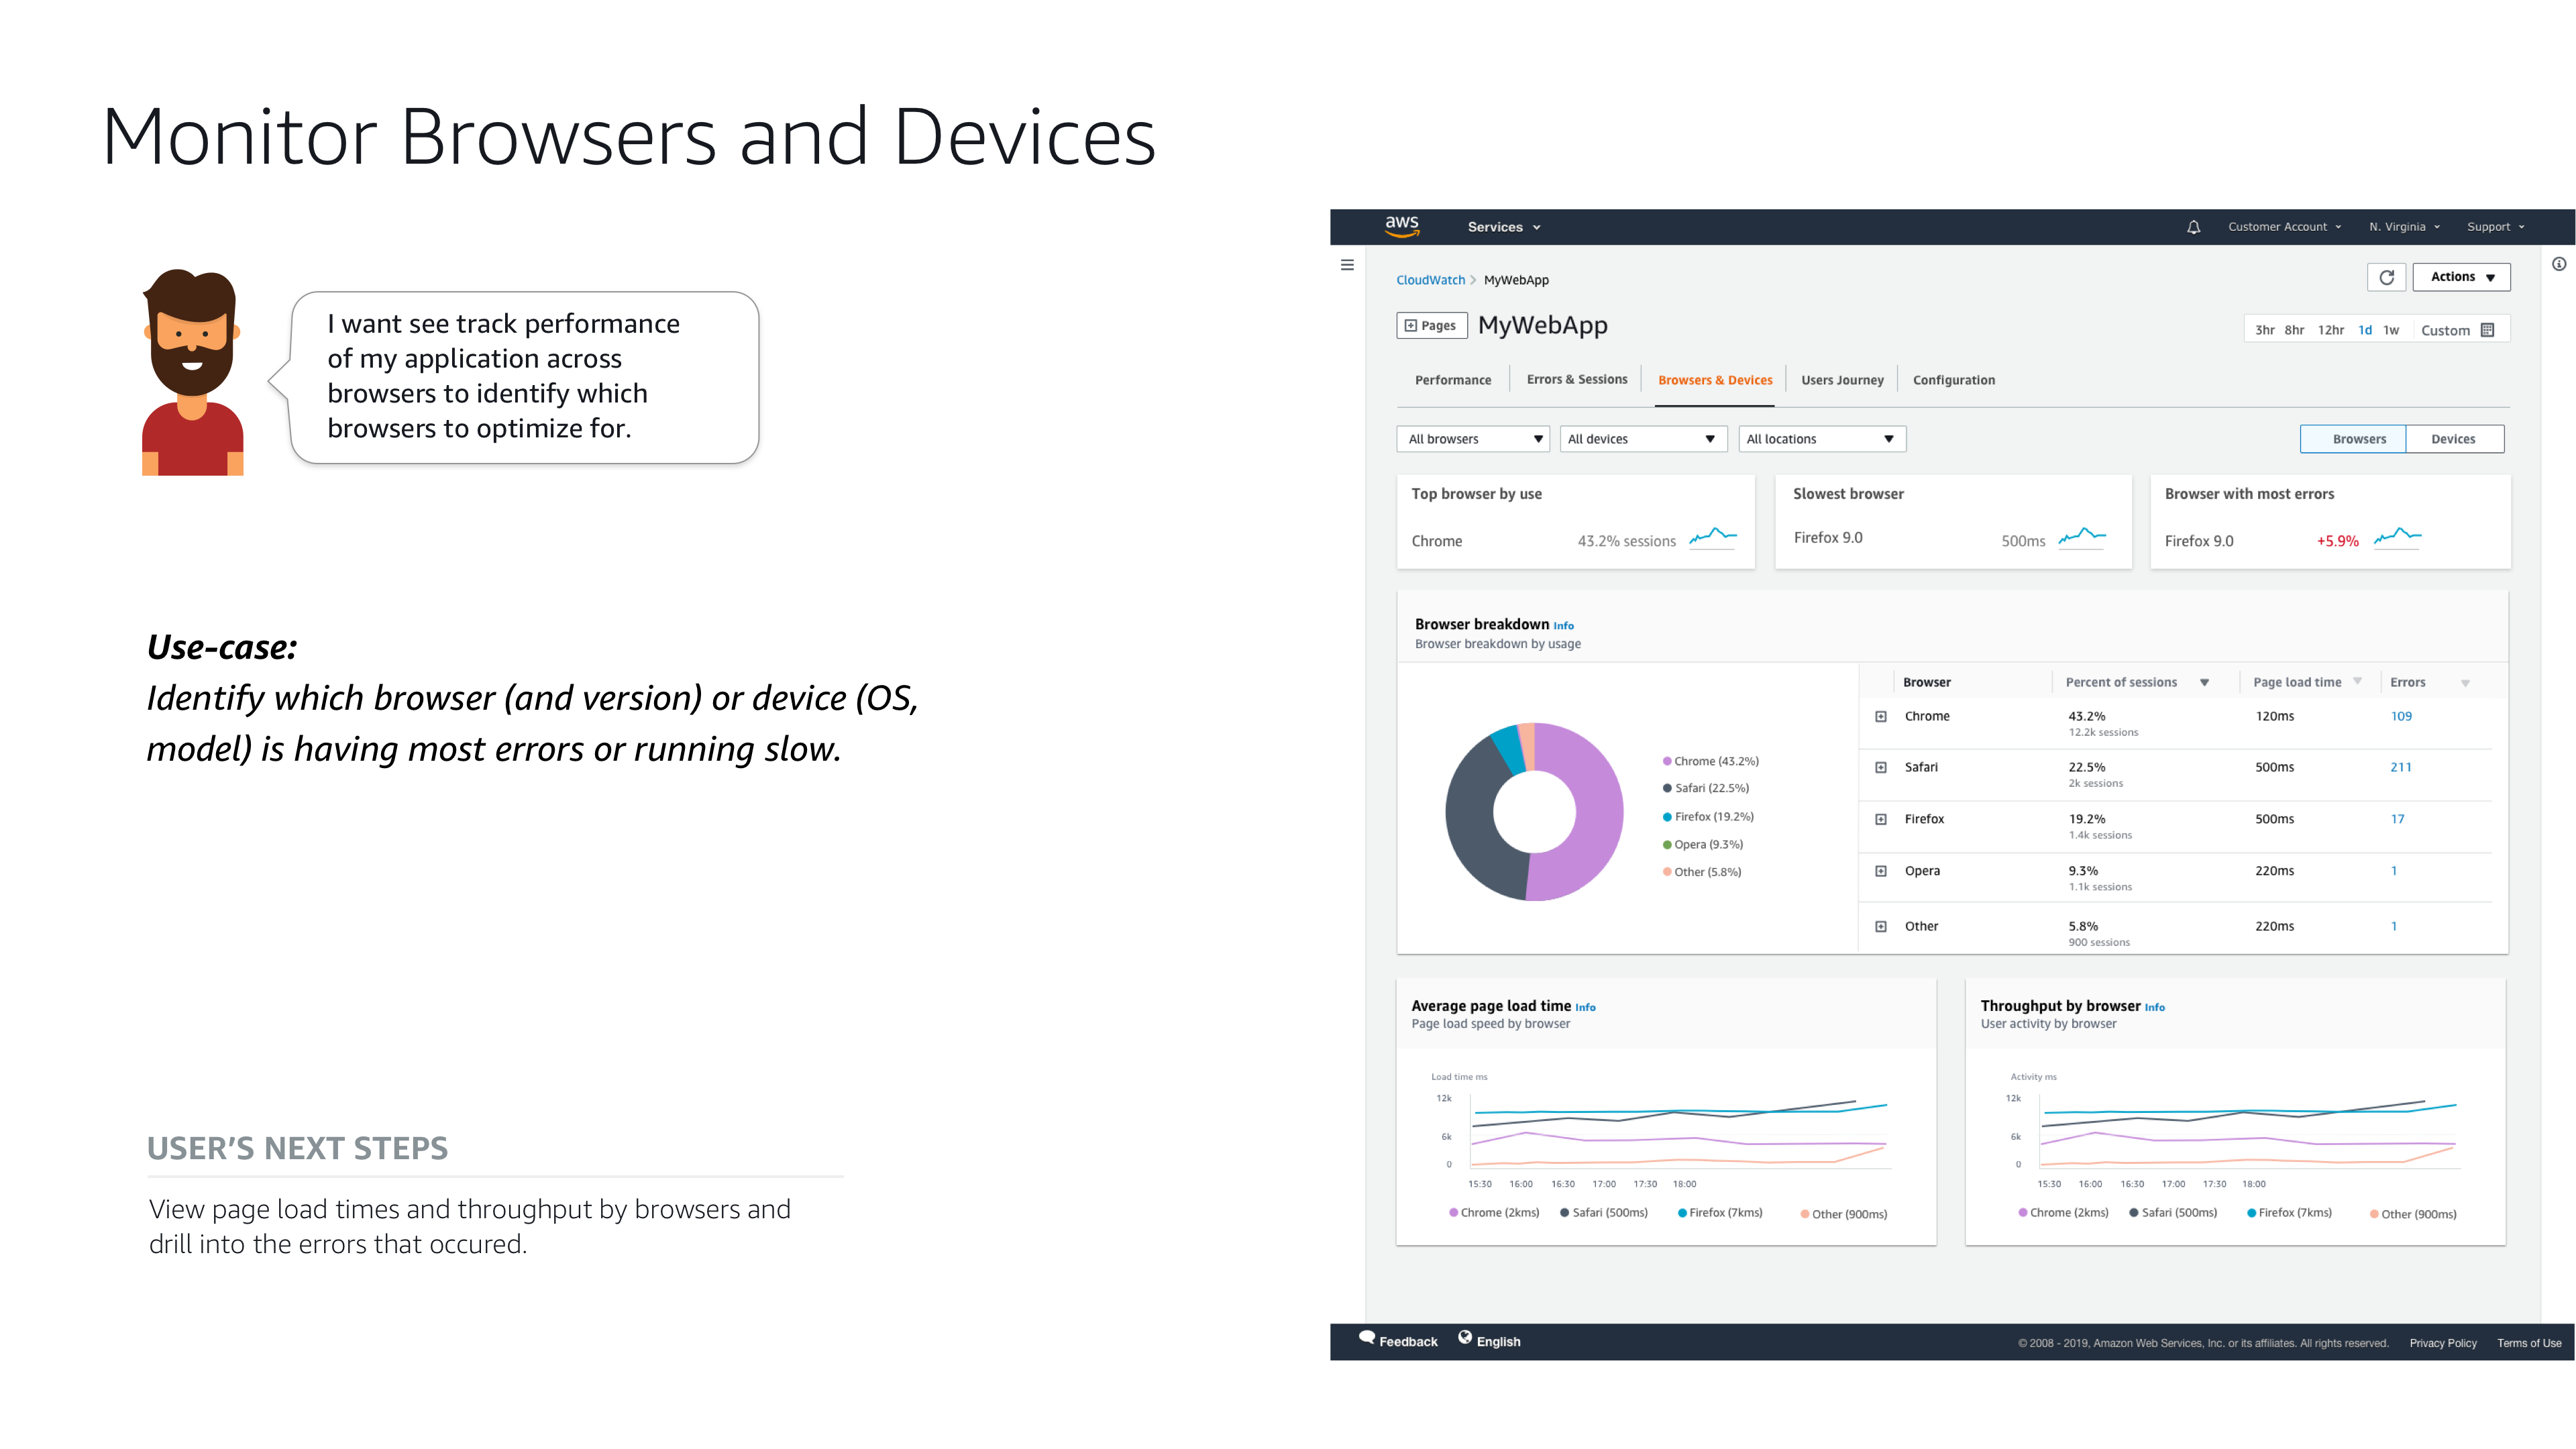 Monitor Browsers and Devices
I want see track performance
of my application across
browsers to identify which
browsers to optimize for.
Use-case:
Identify which browser (and version) or device (OS,
model) is having most errors or running slow.
USER'S NEXT STEPS
View page load times and throughput by browsers and
drill into the errors that occured.
aws Services Customer Account N. Virginia Support
CloudWatch > MyWebApp Actions
Pages MyWebApp 3hr 8hr 12hr 1d 1w Custom
Performance Errors & Sessions Browsers & Devices Users Journey Configuration
All browsers All devices All locations Browsers Devices
Top browser by use Slowest browser Browser with most errors
Chrome 43.2% sessions Firefox 9.0 500ms Firefox 9.0 +5.9%
Browser breakdown Info
Browser breakdown by usage
Chrome (43.2%)
Safari (22.5%)
Firefox (19.2%)
Opera (9.3%)
Other (5.8%)
Browser Percent of sessions Page load time Errors
Chrome 43.2% 120ms 109
12.2k sessions
Safari 22.5% 500ms 211
2k sessions
Firefox 19.2% 500ms 17
1.4k sessions
Opera 9.3% 220ms 1
1.1k sessions
Other 5.8% 220ms 1
900 sessions
Average page load time Info
Page load speed by browser
Load time ms
12k
6k
0
15:30 16:00 16:30 17:00 17:30 18:00
Chrome (2kms) Safari (500ms) Firefox (7kms) Other (900ms)
Throughput by browser Info
User activity by browser
Activity ms
12k
6k
0
15:30 16:00 16:30 17:00 17:30 18:00
Chrome (2kms) Safari (500ms) Firefox (7kms) Other (900ms)
Feedback English © 2008 - 2019, Amazon Web Services, Inc. or its affiliates. All rights reserved. Privacy Policy Terms of Use